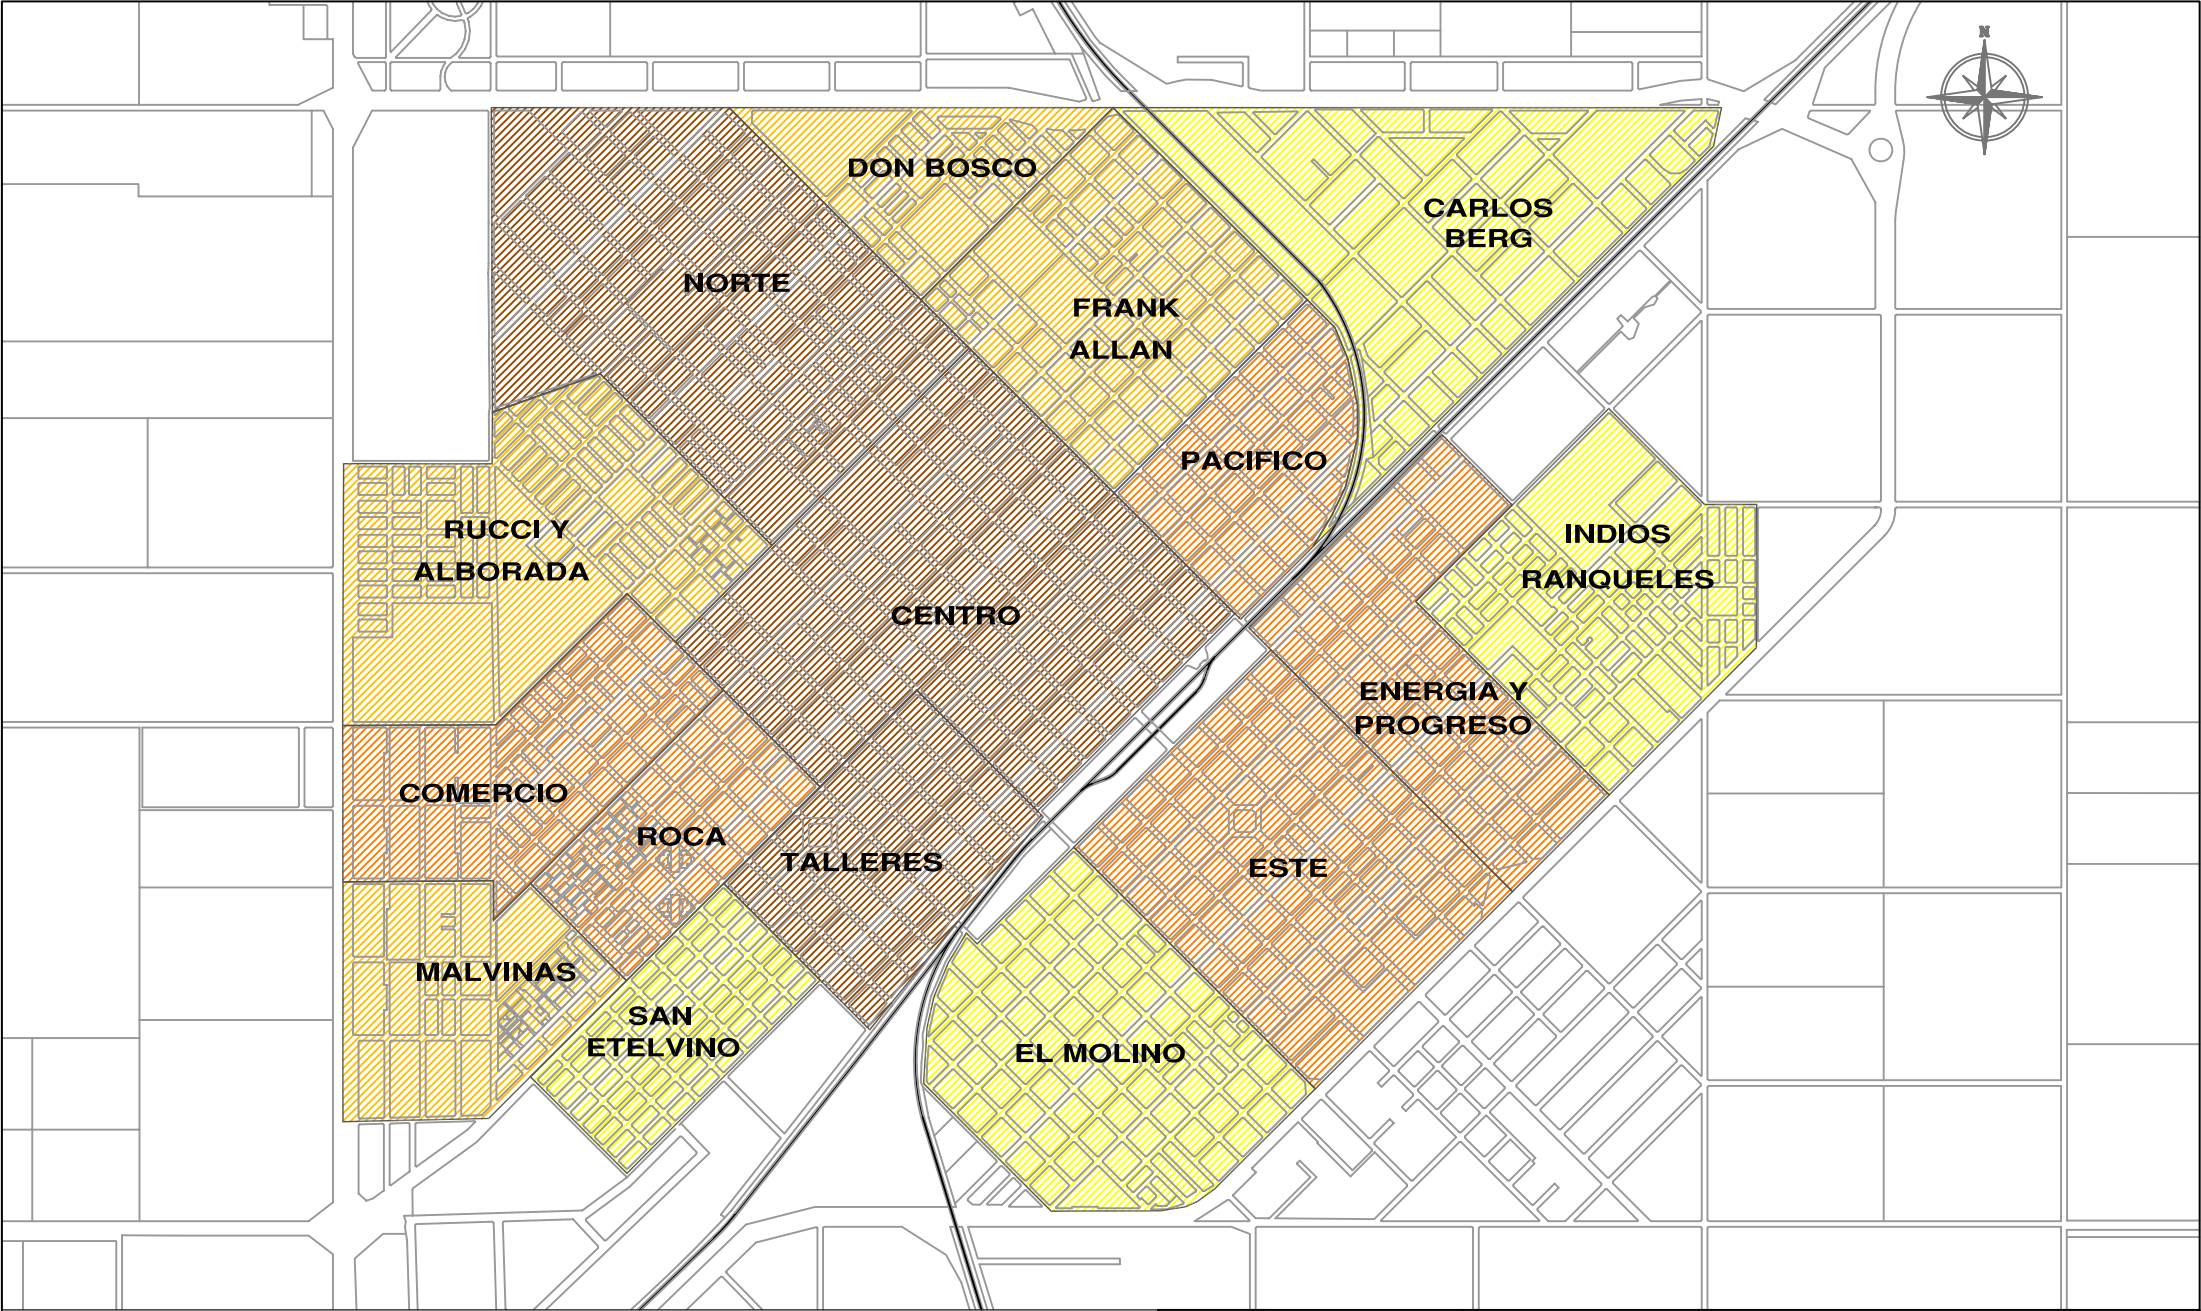 N
DON BOSCO
CARLOS
BERG
NORTE
FRANK
ALLAN
PACIFICO
RUCCI Y
ALBORADA
INDIOS
RANQUELES
CENTRO
ENERGIA Y
PROGRESO
COMERCIO
ROCA
TALLERES
ESTE
MALVINAS
SAN
ETELVINO
EL MOLINO